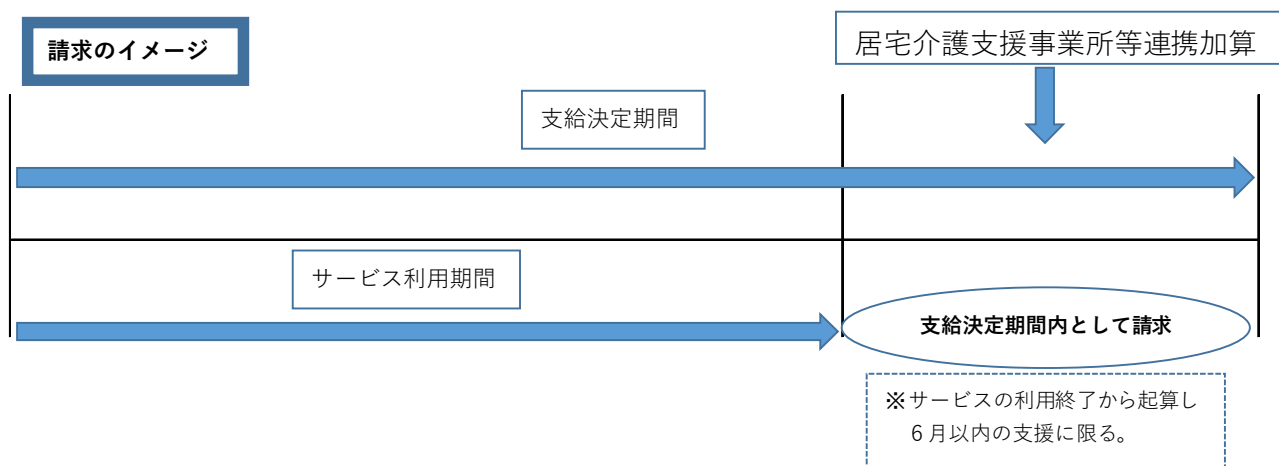 請求のイメージ
居宅介護支援事業所等連携加算
支給決定期間
サービス利用期間
支給決定期間内として請求
※サービスの利用終了から起算し
6月以内の支援に限る。